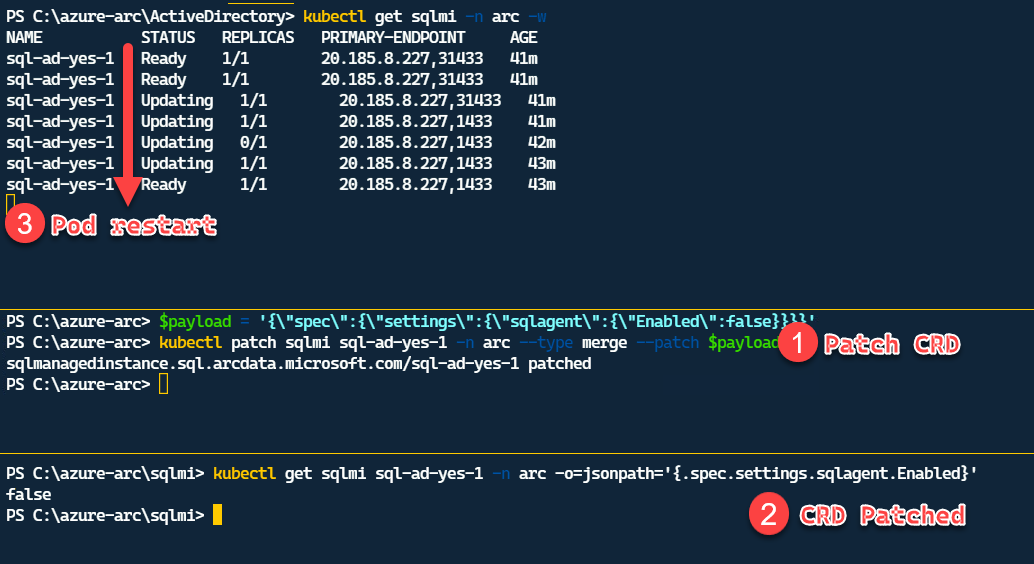 PS C:\azure-arc\ActiveDirectory> kubectl get sqlmi -n arc -w
NAME STATUS REPLICAS PRIMARY-ENDPOINT AGE
sql-ad-yes-1 Ready 1/1 20.185.8.227,31433 41m
sql-ad-yes-1 Ready 1/1 20.185.8.227,31433 41m
sql-ad-yes-1 Updating 1/1 20.185.8.227,31433 41m
sql-ad-yes-1 Updating 1/1 20.185.8.227,1433 41m
sql-ad-yes-1 Updating 0/1 20.185.8.227,1433 42m
sql-ad-yes-1 Updating 1/1 20.185.8.227,1433 43m
sql-ad-yes-1 Ready 1/1 20.185.8.227,1433 43m
3 Pod restart
PS C:\azure-arc> $payload = '{\"spec\":{\"settings\":{\"sqlagent\":{\"Enabled\":false}}}}'
PS C:\azure-arc> kubectl patch sqlmi sql-ad-yes-1 -n arc --type merge --patch $payload
1 Patch CRD
sqlmanagedinstance.sql.arcdata.microsoft.com/sql-ad-yes-1 patched
PS C:\azure-arc>
PS C:\azure-arc\sqlmi> kubectl get sqlmi sql-ad-yes-1 -n arc -o=jsonpath='{.spec.settings.sqlagent.Enabled}'
false
PS C:\azure-arc\sqlmi>
2 CRD Patched